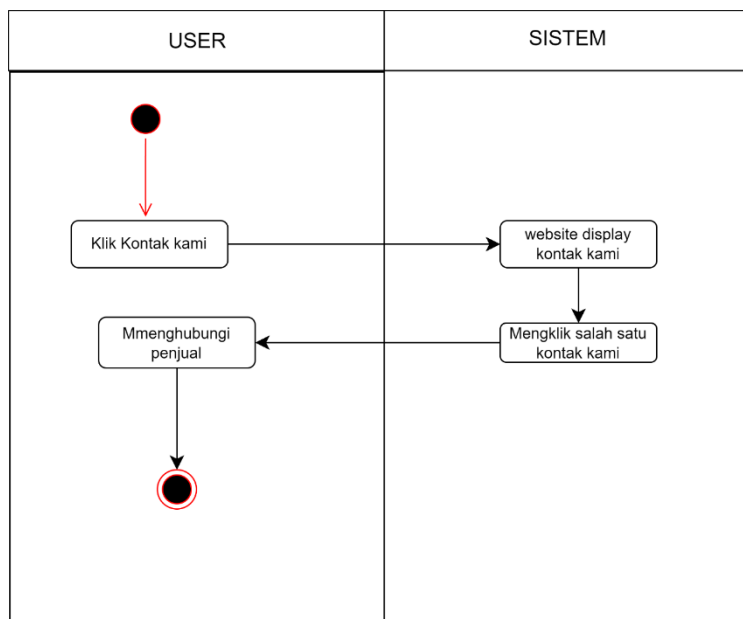 USER
SISTEM
Klik Kontak kami
website display
kontak kami
Mmenghubungi
penjual
Mengklik salah satu
kontak kami